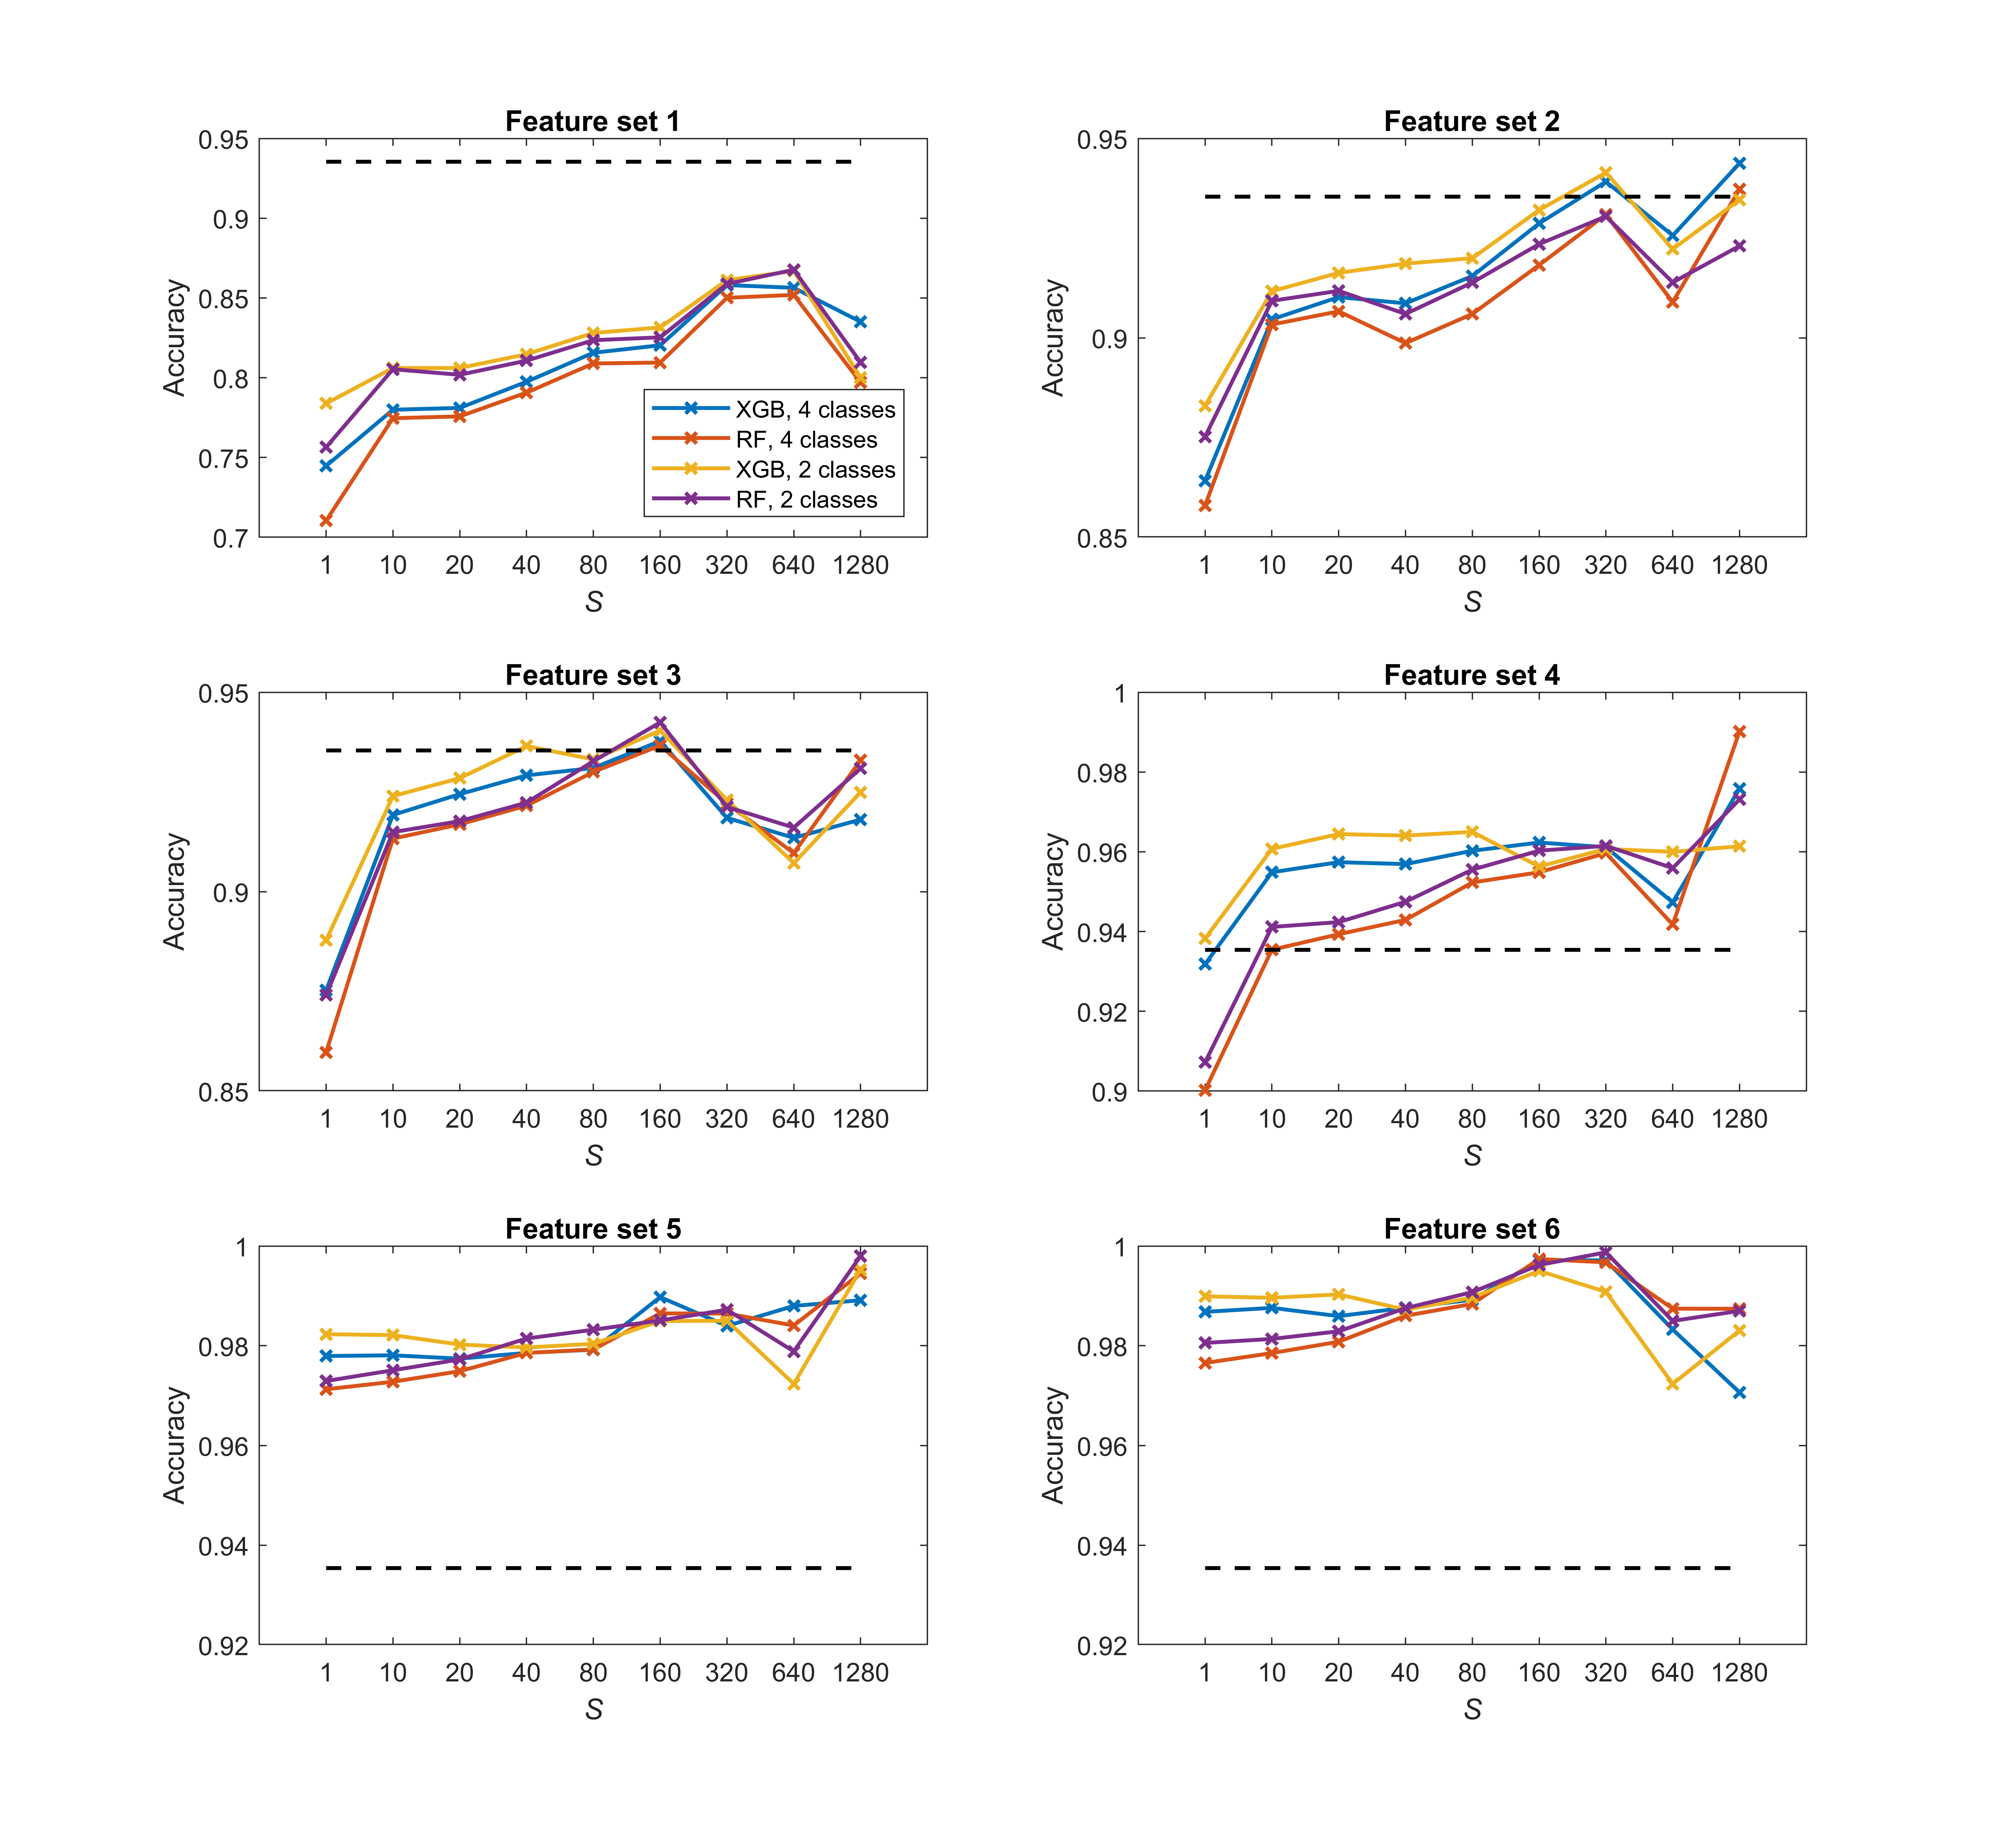 Feature set 1
0.95
0.9
0.85
0.8
0.75
0.7
Accuracy
XGB, 4 classes
RF, 4 classes
XGB, 2 classes
RF, 2 classes
1 10 20 40 80 160 320 640 1280
S
Feature set 2
0.95
0.9
0.85
Accuracy
1 10 20 40 80 160 320 640 1280
S
Feature set 3
0.95
0.9
0.85
Accuracy
1 10 20 40 80 160 320 640 1280
S
Feature set 4
1
0.98
0.96
0.94
0.92
0.9
Accuracy
1 10 20 40 80 160 320 640 1280
S
Feature set 5
1
0.98
0.96
0.94
0.92
Accuracy
1 10 20 40 80 160 320 640 1280
S
Feature set 6
1
0.98
0.96
0.94
0.92
Accuracy
1 10 20 40 80 160 320 640 1280
S